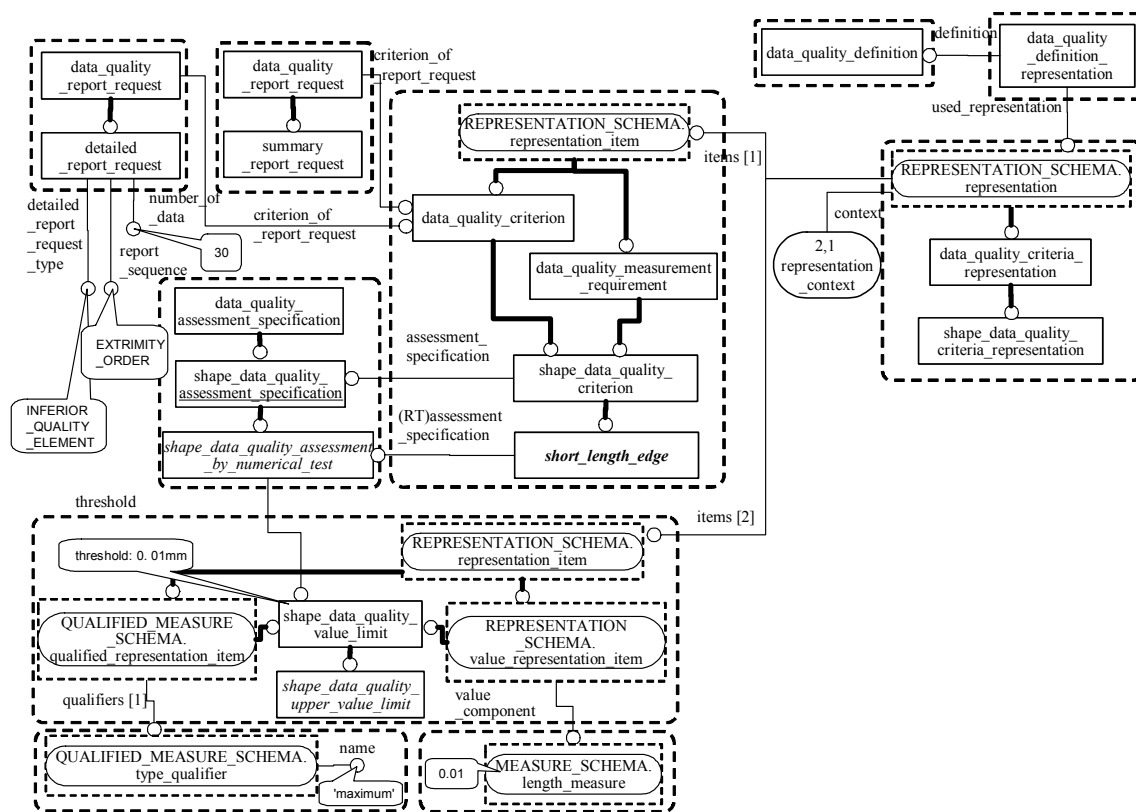 data_quality
_report_request
detailed
_report_request
detailed
_report
_request
_type
number_of
_data
report
_sequence
30
data_quality
_report_request
summary
_report_request
criterion_of
_report_request
criterion_of
_report_request
REPRESENTATION_SCHEMA.
representation_item
data_quality_criterion
data_quality_measurement
_requirement
shape_data_quality_
criterion
short_length_edge
items [1]
definition
data_quality_definition
data_quality
_definition
_representation
used_representation
REPRESENTATION_SCHEMA.
representation
context
2,1
representation
_context
data_quality_criteria_
representation
shape_data_quality_
criteria_representation
data_quality_
assessment_specification
shape_data_quality_
assessment_specification
shape_data_quality_assessment
_by_numerical_test
assessment_
specification
(RT)assessment
_specification
EXTRIMITY
_ORDER
INFERIOR
_QUALITY
_ELEMENT
threshold
items [2]
threshold: 0. 01mm
REPRESENTATION_SCHEMA.
representation_item
QUALIFIED_MEASURE
_SCHEMA.
qualified_representation_item
shape_data_quality_
value_limit
REPRESENTATION
_SCHEMA.
value_representation_item
shape_data_quality_
upper_value_limit
qualifiers [1]
value
_component
QUALIFIED_MEASURE_SCHEMA.
type_qualifier
name
'maximum'
0.01
MEASURE_SCHEMA.
length_measure